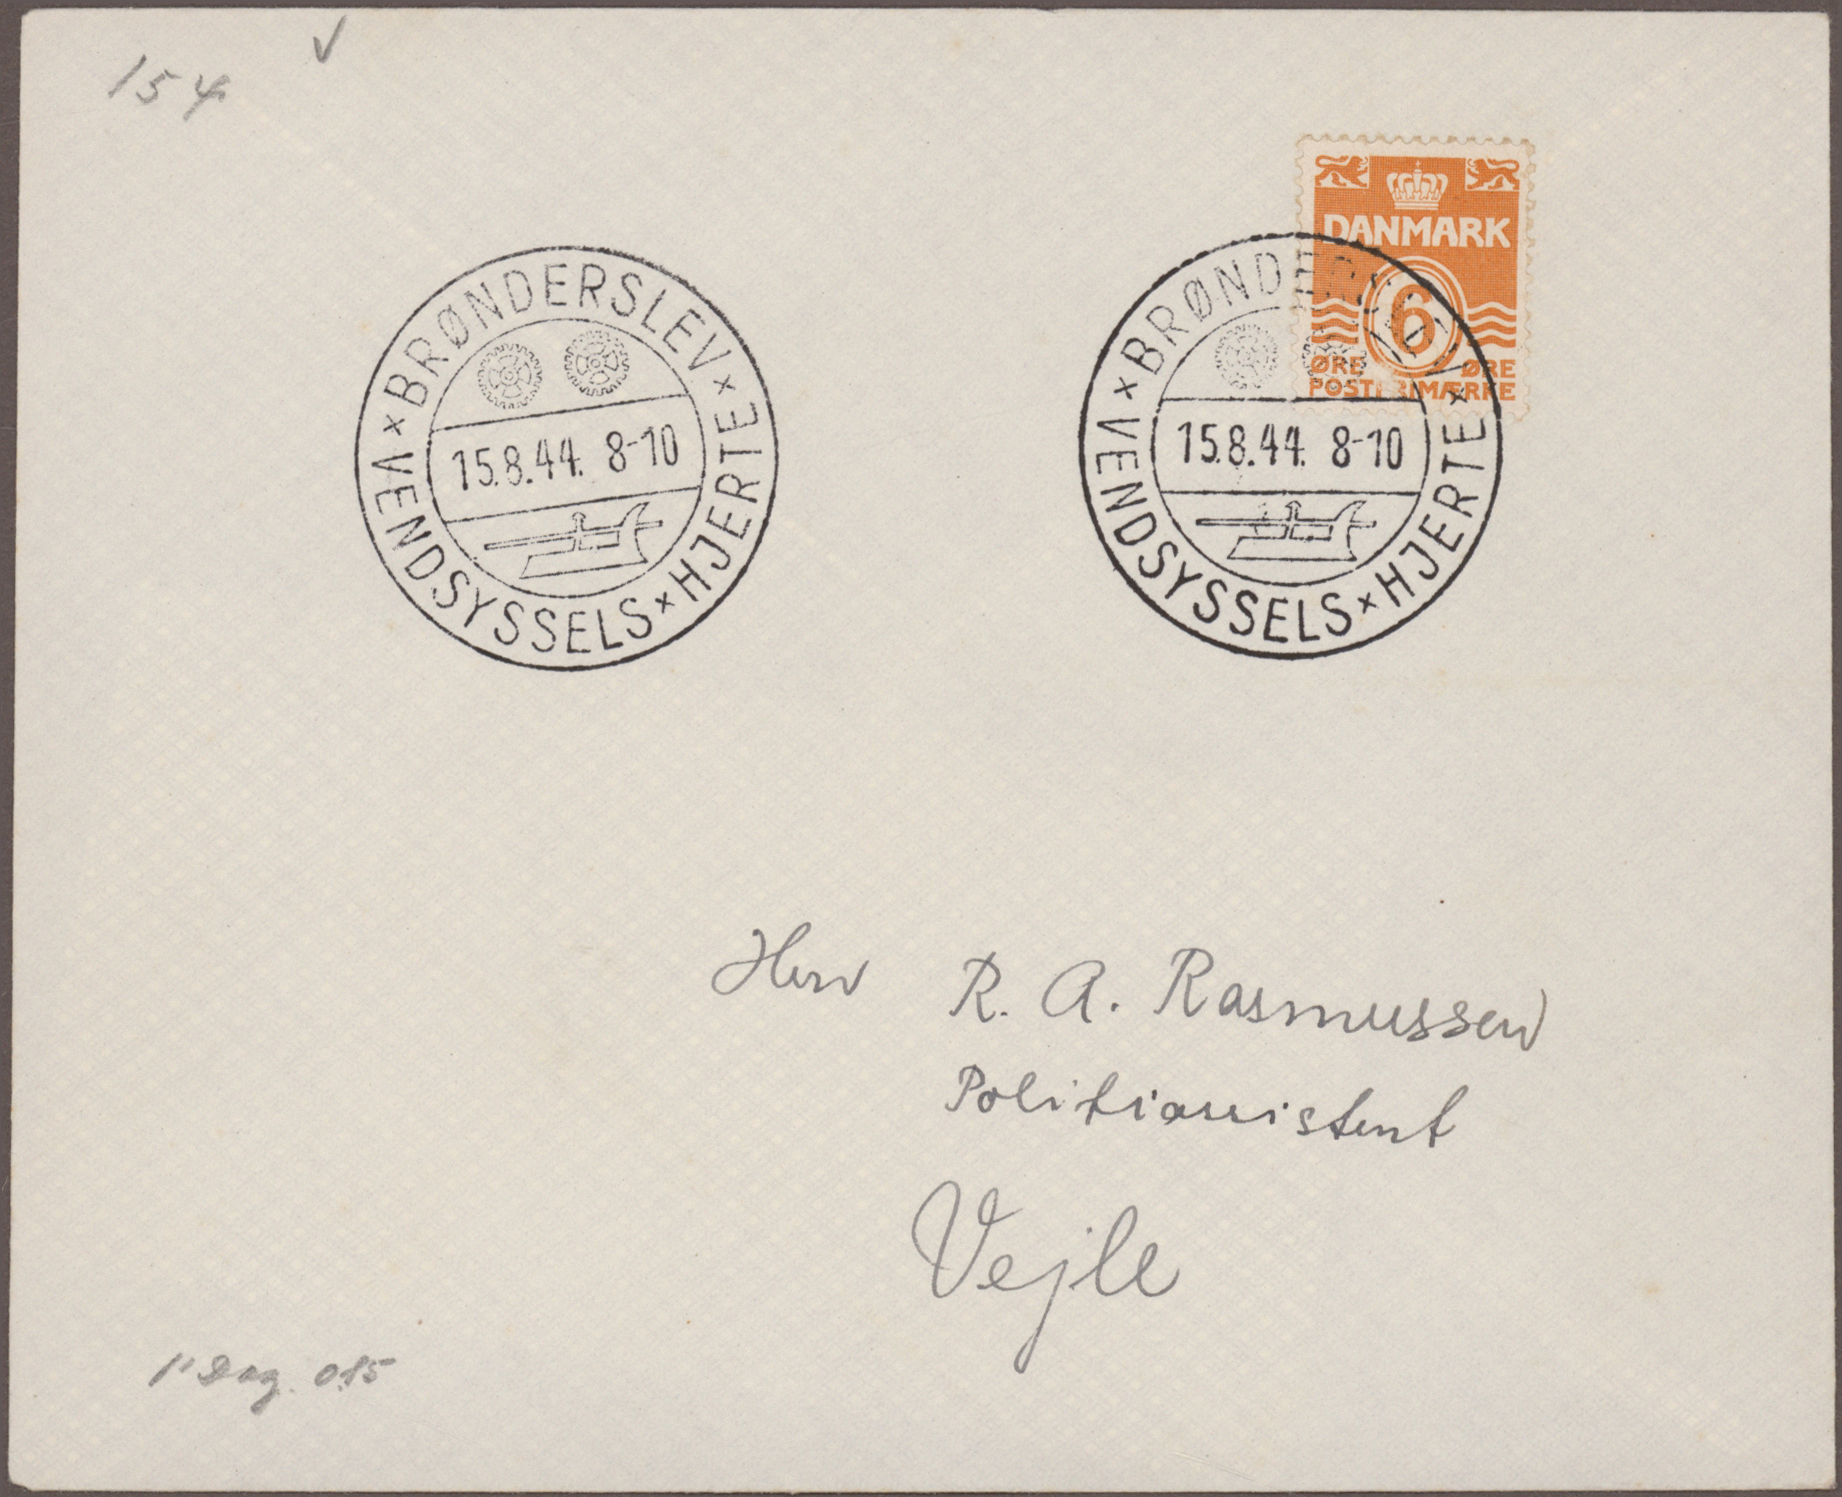 154
BRØNDERSLEV
15.8.44. 8-10
VENDSYSSELS × HJERTE
DANMARK
6
ØRE ØRE
POSTFRIMÆRKE
BRØNDERSLEV
15.8.44. 8-10
VENDSYSSELS × HJERTE
Herr R. A. Rasmussen
Politiassistent
Vejle
1' Dag. 0.15